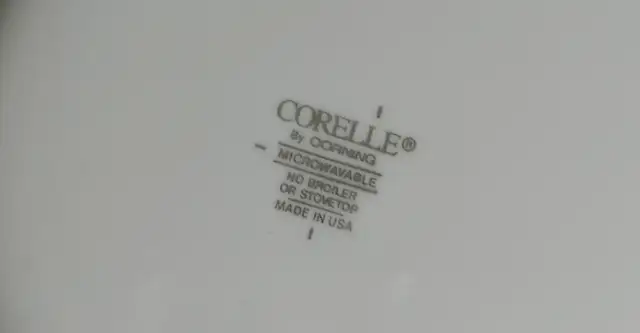 CORELLE®
By CORNING
MICROWAVABLE
NO BROILER
OR STOVETOP
MADE IN USA